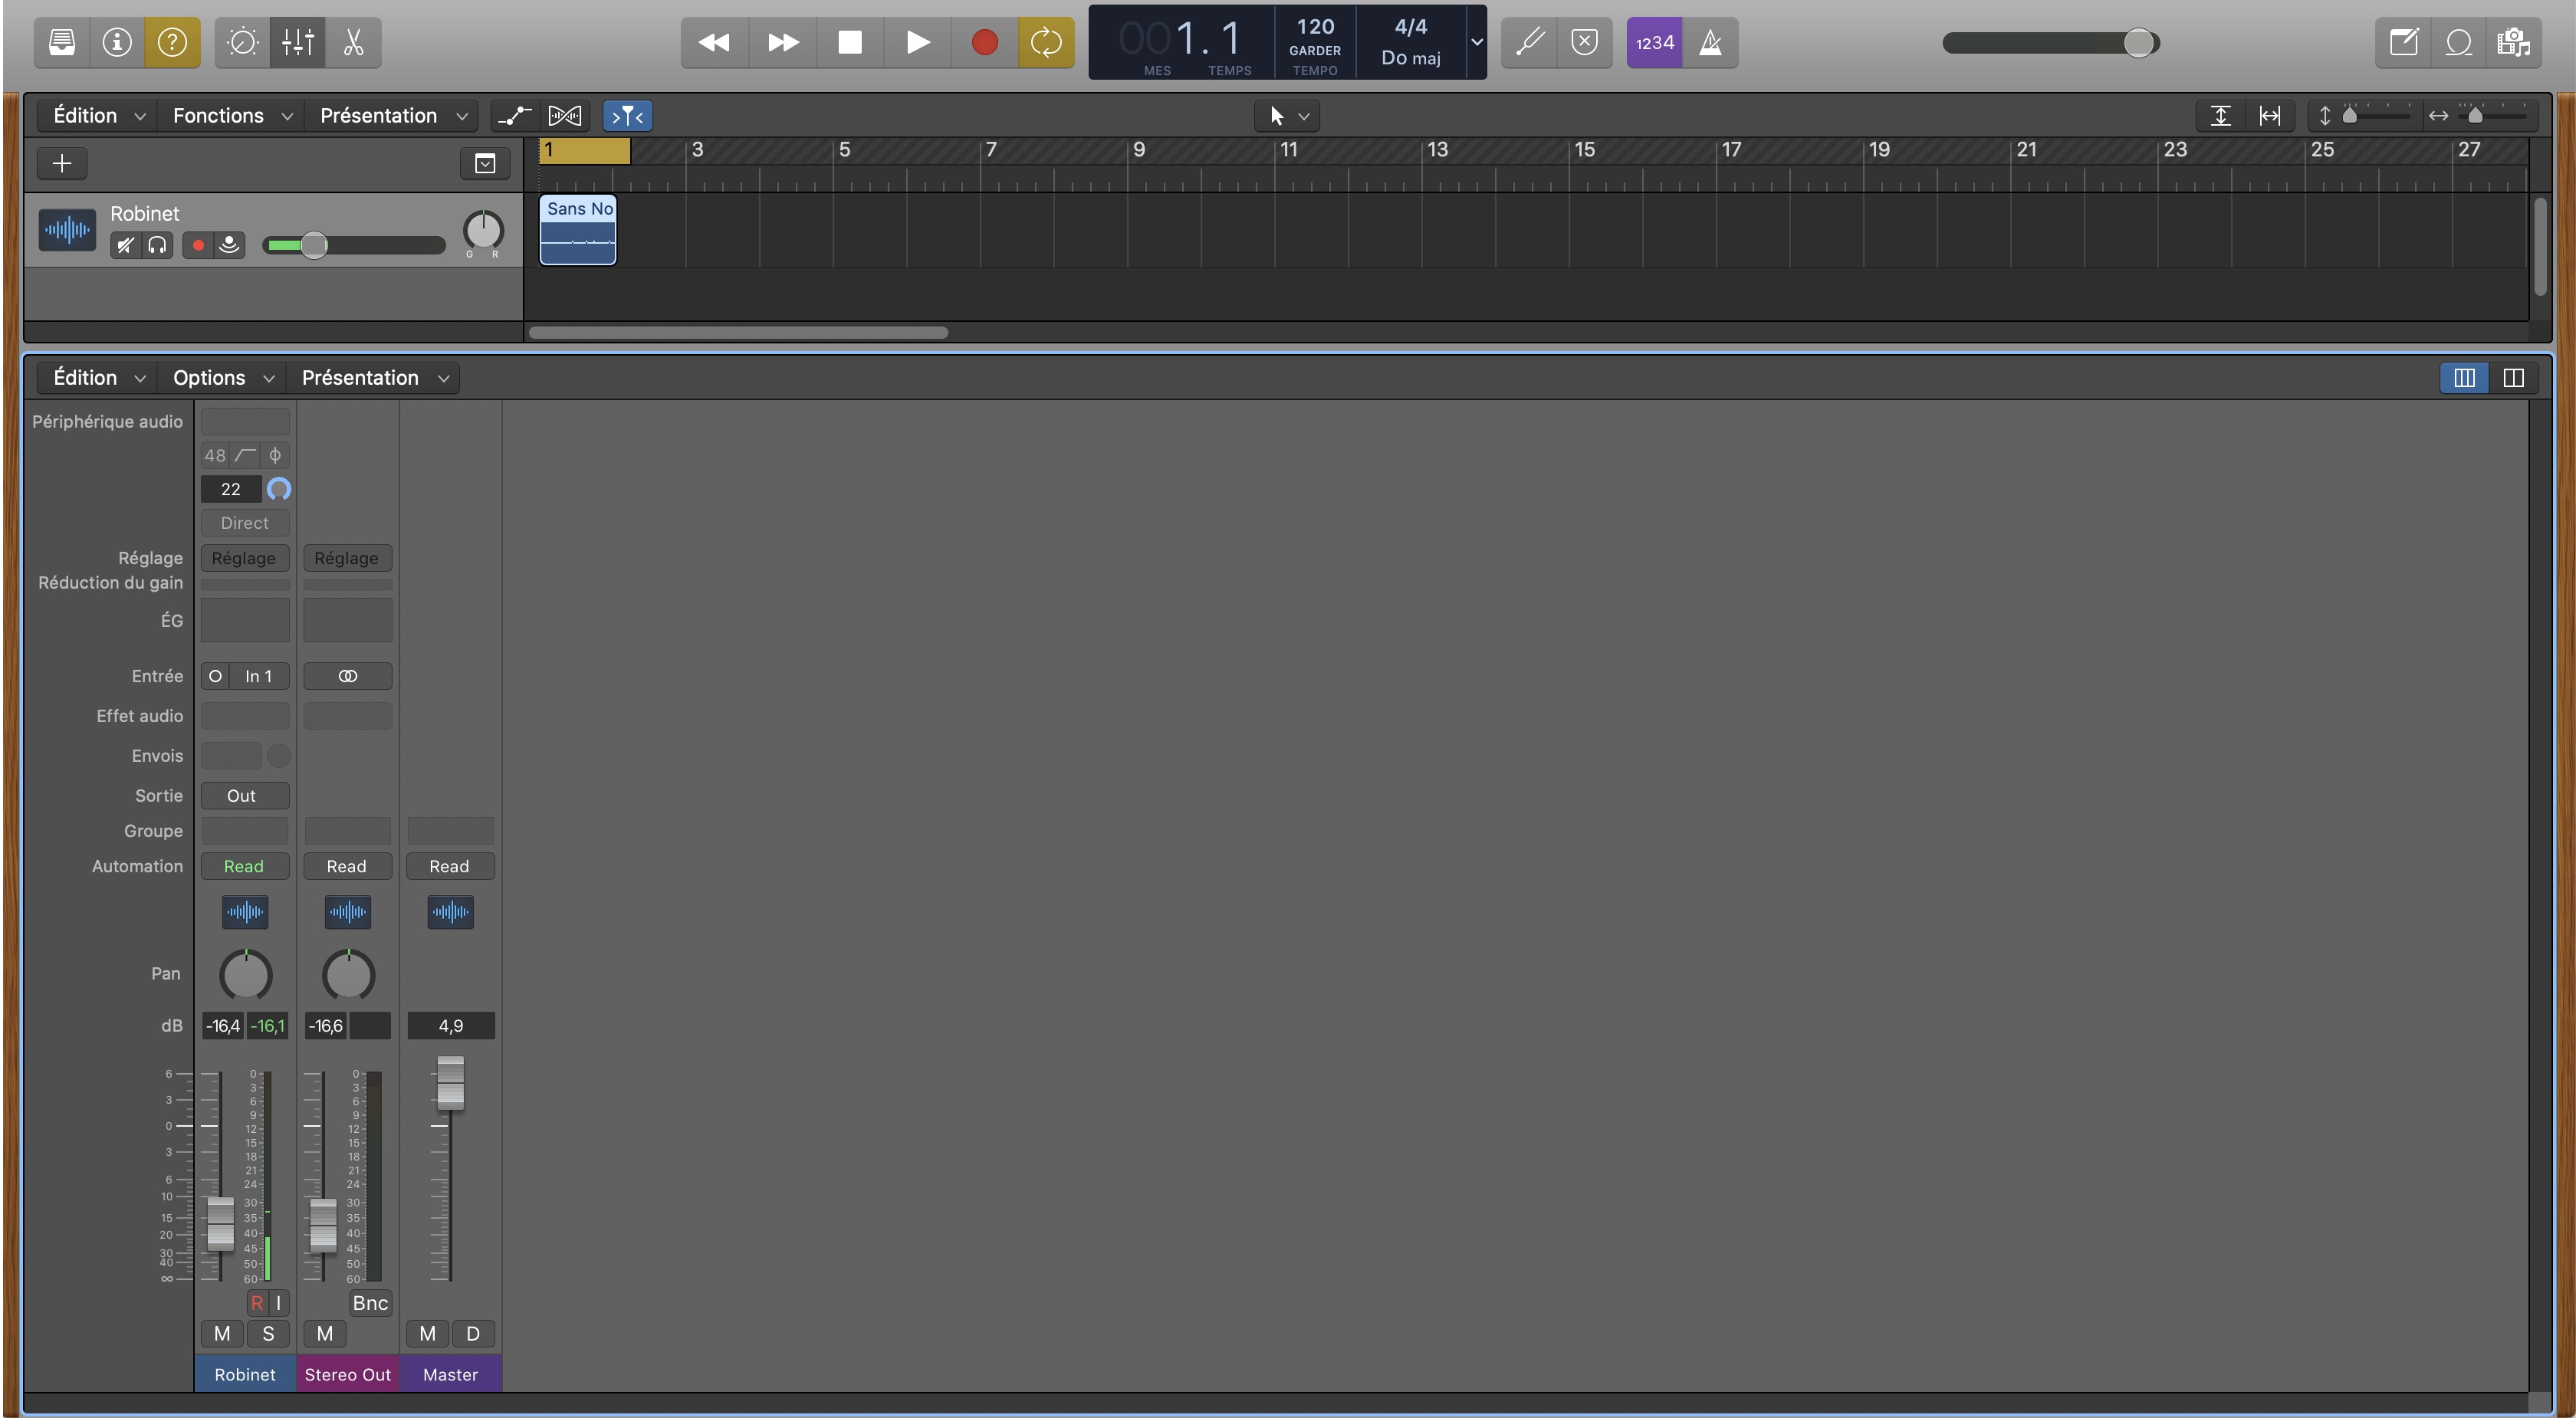 001. 1
MES TEMPS
120
GARDER
TEMPO
4/4
Do maj
1234
Édition Fonctions Présentation
1 3 5 7 9 11 13 15 17 19 21 23 25 27
Robinet
G R
Sans No
Édition Options Présentation
Périphérique audio
48
22
Direct
Réglage Réglage Réglage
Réduction du gain
ÉG
Entrée In 1
Effet audio
Envois
Sortie Out
Groupe
Automation Read Read Read
Pan
dB -16,4 -16,1 -16,6 4,9
6
3
0
3
6
10
15
20
30
40
∞
0
3
6
9
12
15
18
21
24
30
35
40
45
50
60
0
3
6
9
12
15
18
21
24
30
35
40
45
50
60
R I Bnc
M S M M D
Robinet Stereo Out Master